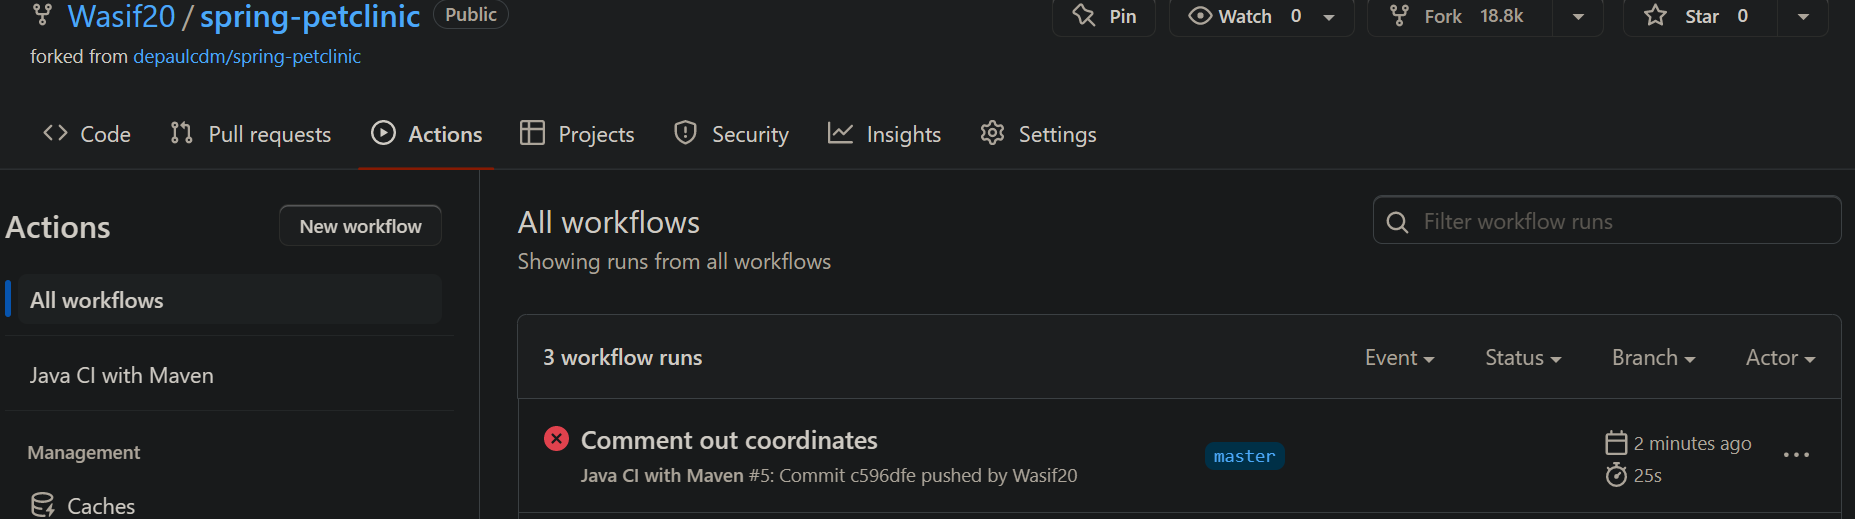 Wasif20 / spring-petclinic Public
Pin Watch 0 Fork 18.8k Star 0
forked from depaulcdm/spring-petclinic
Code Pull requests Actions Projects Security Insights Settings
Actions
New workflow
All workflows
Java CI with Maven
Management
Caches
All workflows
Showing runs from all workflows
Filter workflow runs
3 workflow runs
Event Status Branch Actor
Comment out coordinates
Java CI with Maven #5: Commit c596dfe pushed by Wasif20
master
2 minutes ago
25s